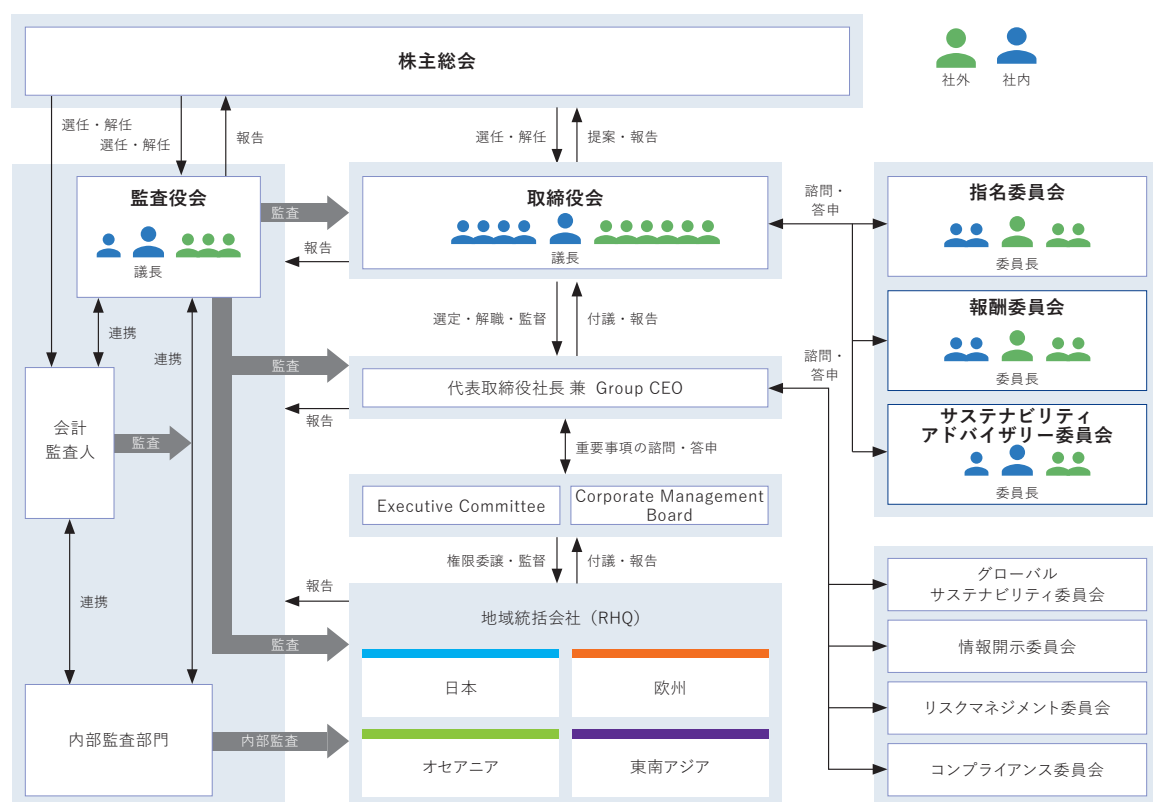 株主総会
社外
社内
選任・解任
選任・解任
報告
選任・解任
提案・報告
監査役会
議長
監査
報告
取締役会
議長
諮問・
答申
指名委員会
委員長
報酬委員会
委員長
サステナビリティ
アドバイザリー委員会
委員長
連携
連携
選定・解職・監督
付議・報告
監査
報告
代表取締役社長 兼 Group CEO
諮問・
答申
会計
監査人
監査
重要事項の諮問・答申
Executive Committee
Corporate Management
Board
権限委譲・監督
付議・報告
連携
報告
監査
地域統括会社（RHQ）
日本
欧州
オセアニア
東南アジア
内部監査部門
内部監査
グローバル
サステナビリティ委員会
情報開示委員会
リスクマネジメント委員会
コンプライアンス委員会